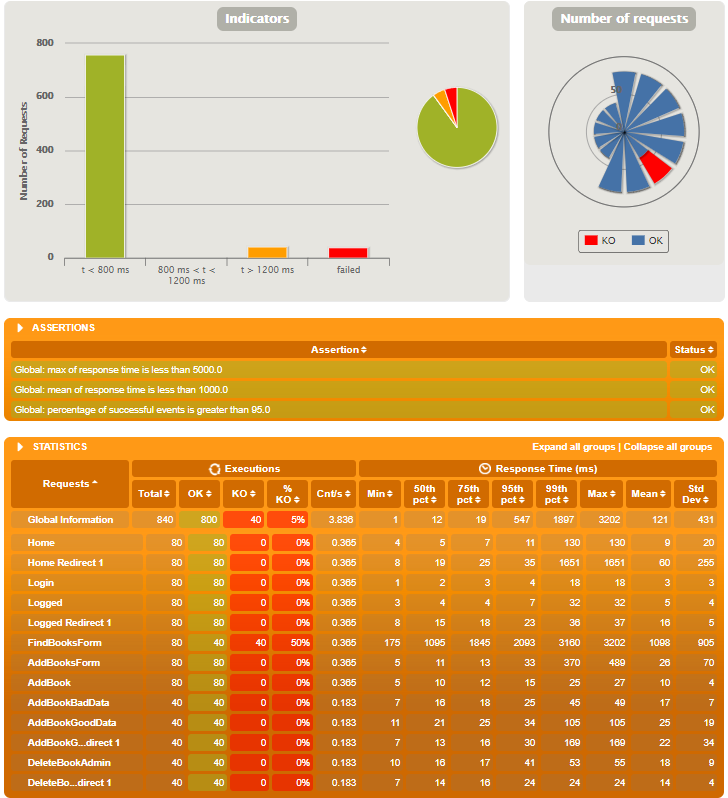 Indicators
Number of requests
Number of Requests
800
600
400
200
0
t < 800 ms
800 ms < t < 1200 ms
t > 1200 ms
failed
KO OK
ASSERTIONS
Assertion Status
Global: max of response time is less than 5000.0 OK
Global: mean of response time is less than 1000.0 OK
Global: percentage of successful events is greater than 95.0 OK
STATISTICS Expand all groups | Collapse all groups
Requests Executions Response Time (ms)
Total OK KO % KO Cnt/s Min 50th pct 75th pct 95th pct 99th pct Max Mean Std Dev
Global Information 840 800 40 5% 3.836 1 12 19 547 1897 3202 121 431
Home 80 80 0 0% 0.365 4 5 7 11 130 130 9 20
Home Redirect 1 80 80 0 0% 0.365 8 19 25 35 1651 1651 60 255
Login 80 80 0 0% 0.365 1 2 3 4 18 18 3 3
Logged 80 80 0 0% 0.365 3 4 4 7 32 32 5 4
Logged Redirect 1 80 80 0 0% 0.365 8 15 18 23 36 37 16 5
FindBooksForm 80 40 40 50% 0.365 175 1095 1845 2093 3160 3202 1098 905
AddBooksForm 80 80 0 0% 0.365 5 11 13 33 370 489 26 70
AddBook 80 80 0 0% 0.365 5 10 12 15 25 27 10 4
AddBookBadData 40 40 0 0% 0.183 7 16 18 25 45 49 17 7
AddBookGoodData 40 40 0 0% 0.183 11 21 25 34 105 105 25 19
AddBookG...direct 1 40 40 0 0% 0.183 7 13 16 30 169 169 22 34
DeleteBookAdmin 40 40 0 0% 0.183 10 16 17 41 53 55 18 9
DeleteBo...direct 1 40 40 0 0% 0.183 7 14 16 24 24 24 14 4